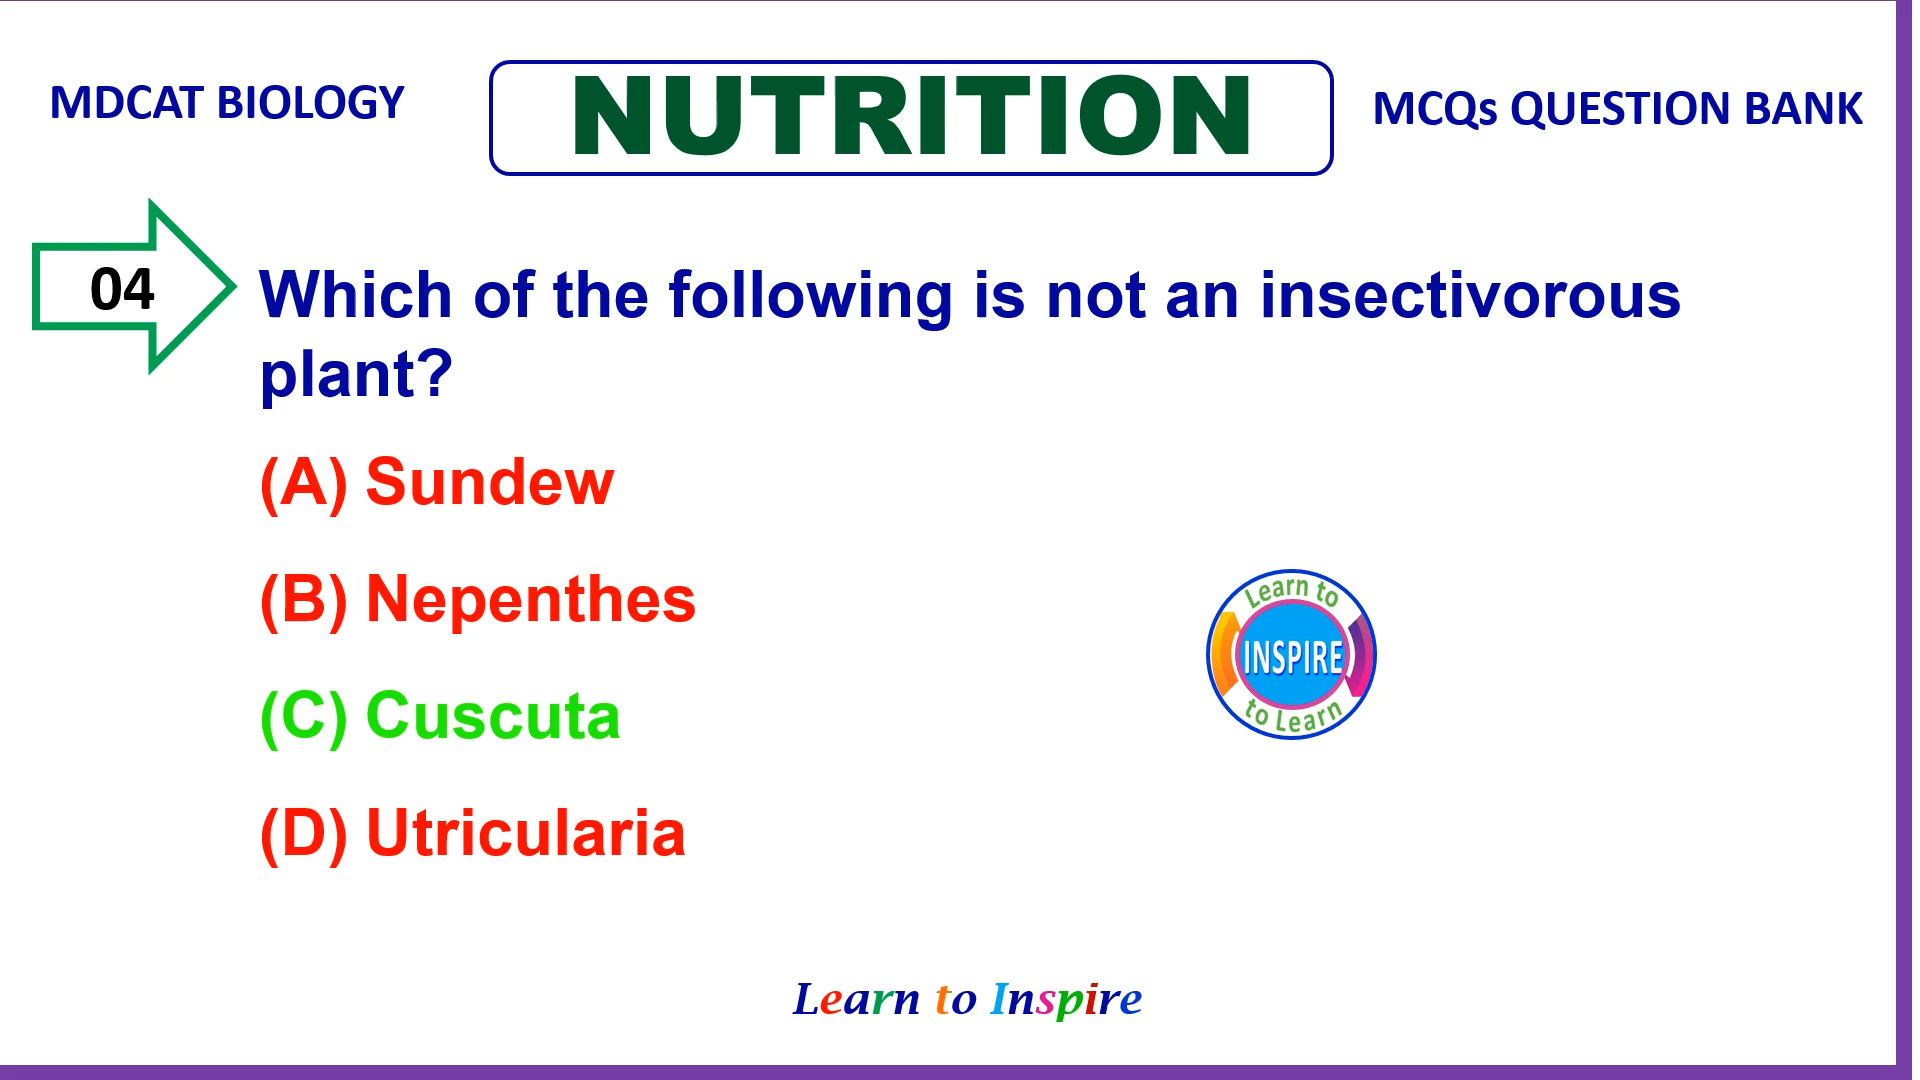 MDCAT BIOLOGY
NUTRITION
MCQs QUESTION BANK
04
Which of the following is not an insectivorous
plant?
(A) Sundew
(B) Nepenthes
(C) Cuscuta
(D) Utricularia
Learn to
INSPIRE
to Learn
Learn to Inspire